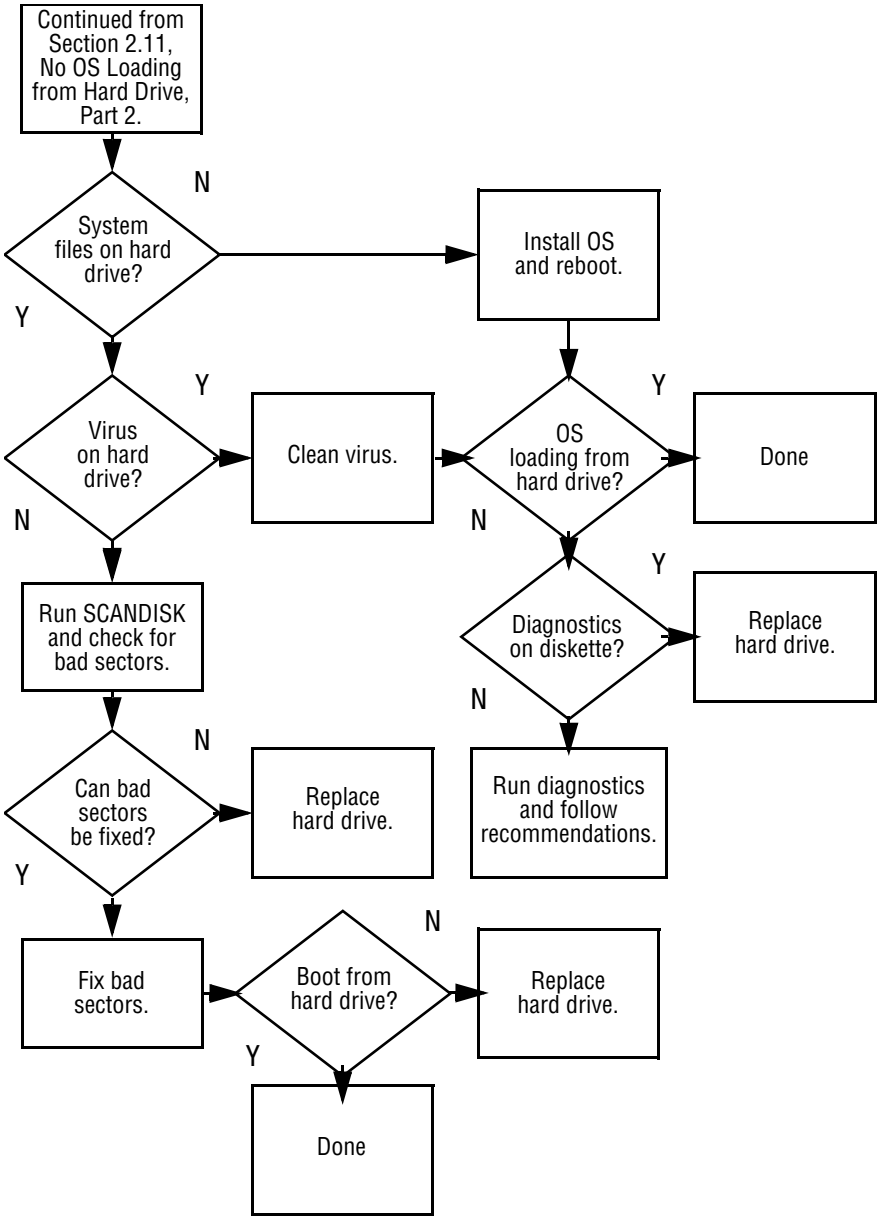 Continued from
Section 2.11,
No OS Loading
from Hard Drive,
Part 2.
N
System
files on hard
drive?
Y
Install OS
and reboot.
Virus
on hard
drive?
Y
N
Clean virus.
OS
loading from
hard drive?
Y
N
Done
Run SCANDISK
and check for
bad sectors.
Diagnostics
on diskette?
Y
N
Replace
hard drive.
Can bad
sectors
be fixed?
N
Y
Replace
hard drive.
Run diagnostics
and follow
recommendations.
Fix bad
sectors.
Boot from
hard drive?
N
Y
Replace
hard drive.
Done